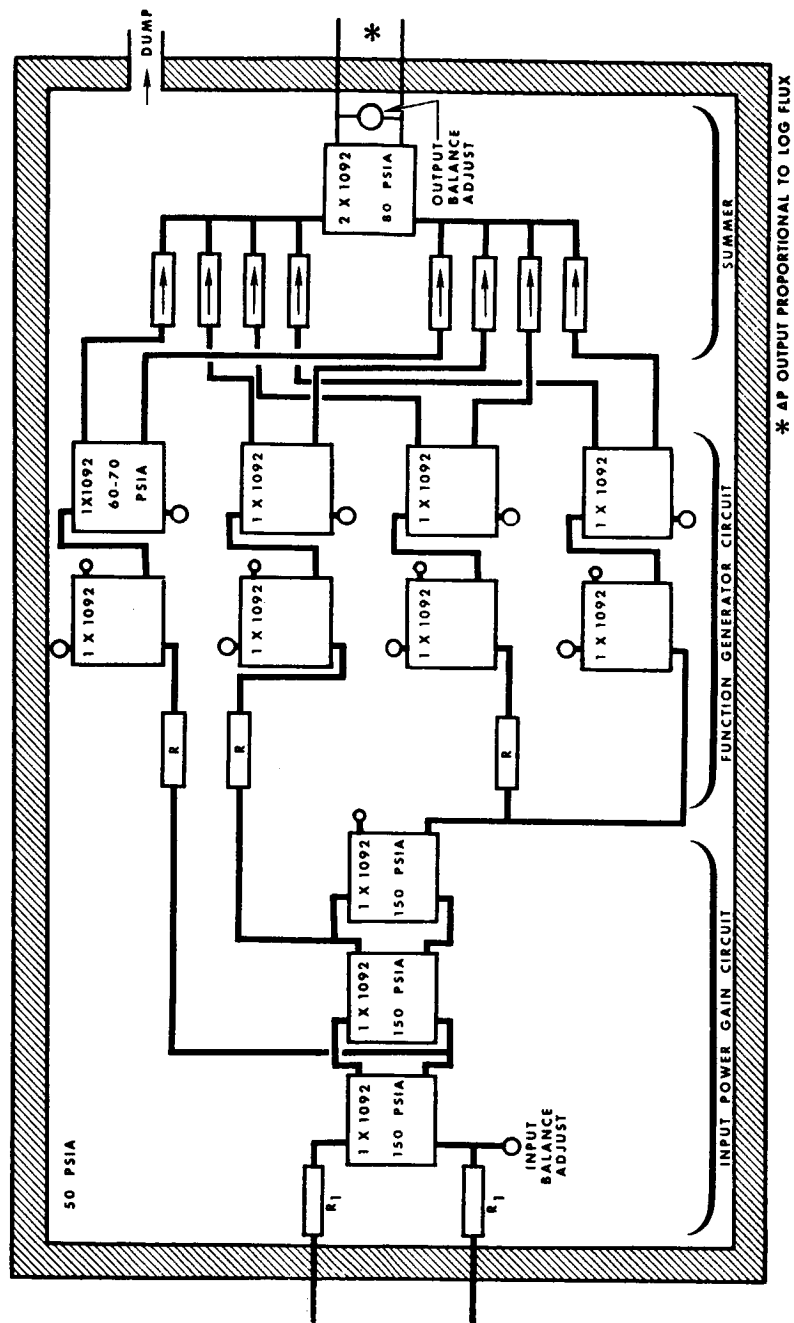 DUMP
*
2 X 1092
80 PSIA
OUTPUT
BALANCE
ADJUST
SUMMER
1X1092
60-70
PSIA
1 X 1092
1 X 1092
1 X 1092
1 X 1092
1 X 1092
1 X 1092
1 X 1092
R
R
R
FUNCTION GENERATOR CIRCUIT
1 X 1092
150 PSIA
1 X 1092
150 PSIA
1 X 1092
150 PSIA
INPUT
BALANCE
ADJUST
R1
R1
50 PSIA
INPUT POWER GAIN CIRCUIT
* ΔP OUTPUT PROPORTIONAL TO LOG FLUX